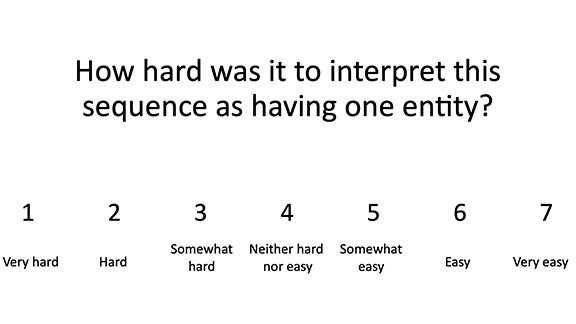 How hard was it to interpret this
sequence as having one entity?
1 2 3 4 5 6 7
Very hard Hard Somewhat hard Neither hard nor easy Somewhat easy Easy Very easy